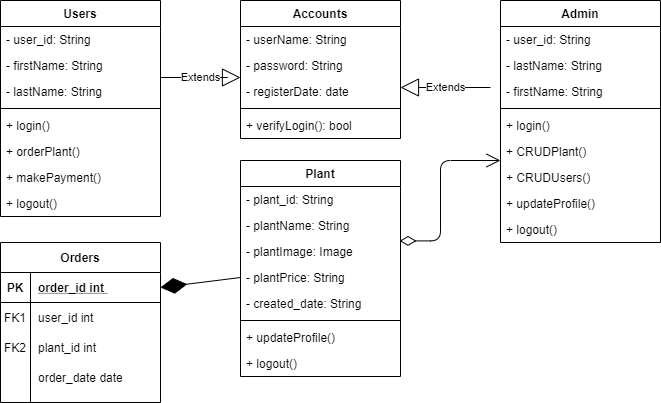 Users
- user_id: String
- firstName: String
- lastName: String
+ login()
+ orderPlant()
+ makePayment()
+ logout()
Extends
Accounts
- userName: String
- password: String
- registerDate: date
+ verifyLogin(): bool
Extends
Admin
- user_id: String
- lastName: String
- firstName: String
+ login()
+ CRUDPlant()
+ CRUDUsers()
+ updateProfile()
+ logout()
Plant
- plant_id: String
- plantName: String
- plantImage: Image
- plantPrice: String
- created_date: String
+ updateProfile()
+ logout()
Orders
PK order_id int
FK1 user_id int
FK2 plant_id int
order_date date